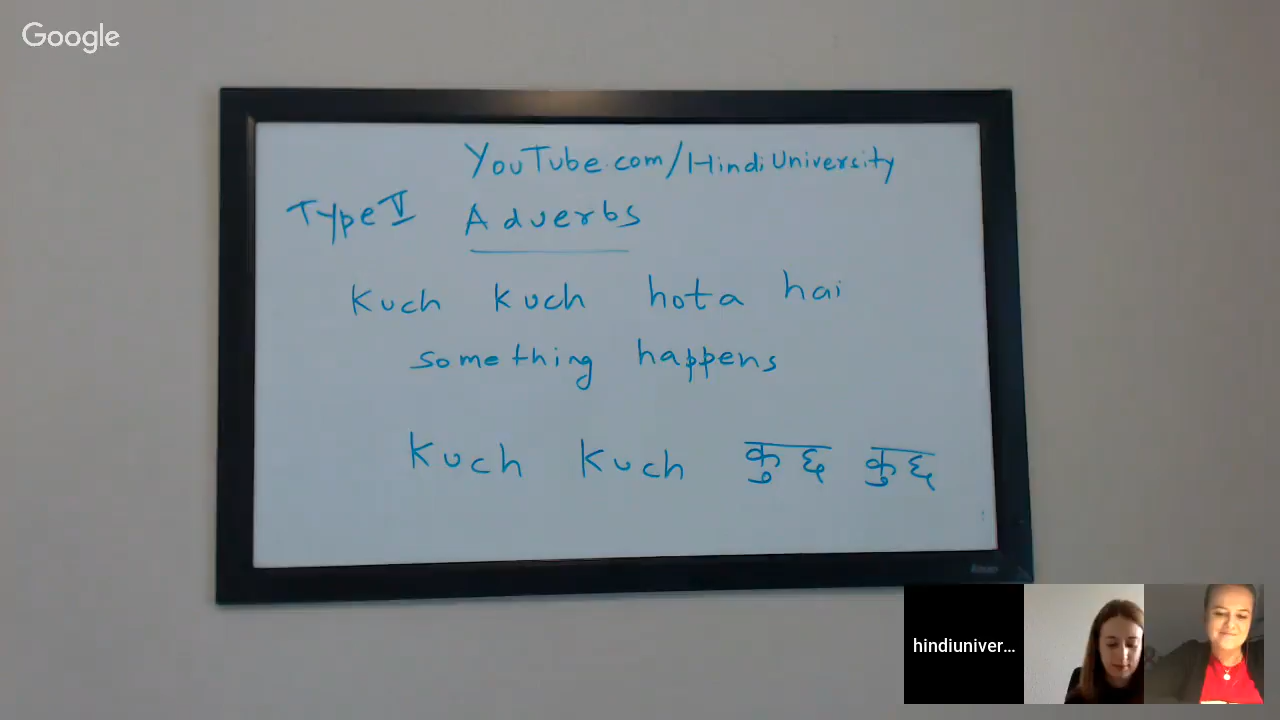 Google
YouTube.com/HindiUniversity
Type V Adverbs
Kuch kuch hota hai
something happens
Kuch Kuch कुछ कुछ
hindiuniver...